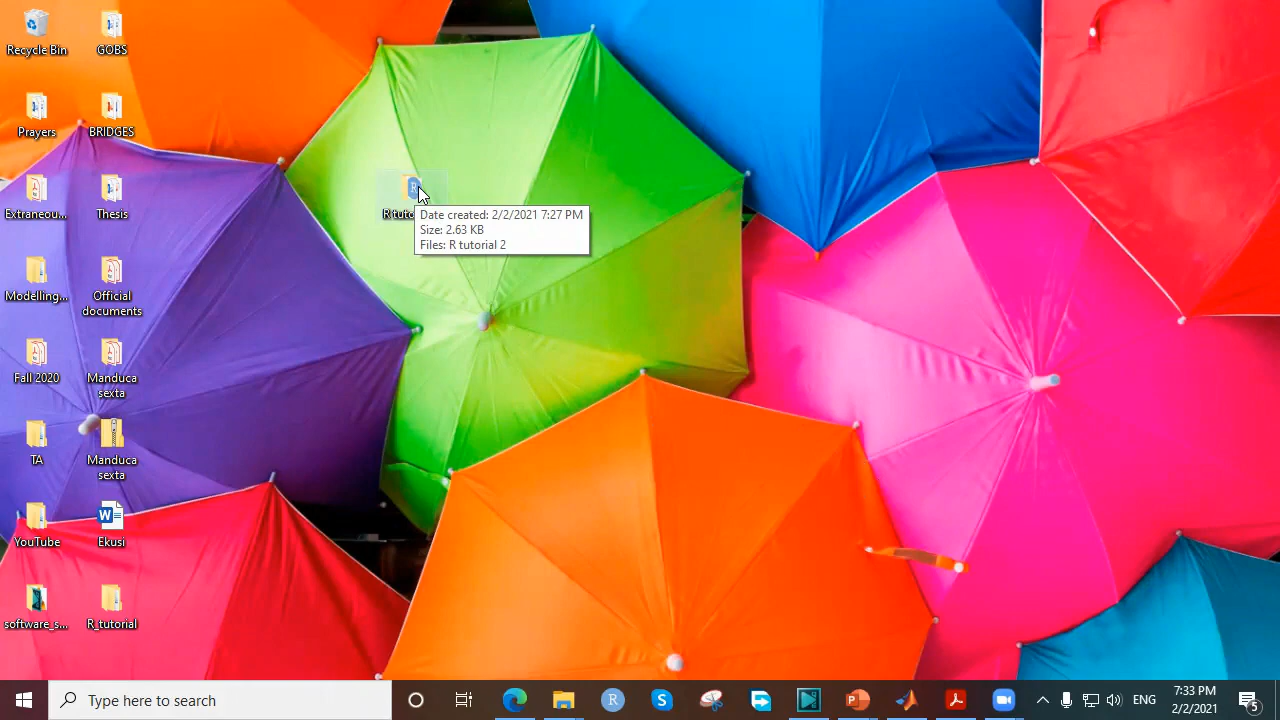 Recycle Bin
GOBS
Prayers
BRIDGES
Extraneou...
Thesis
Modelling...
Official
documents
Fall 2020
Manduca
sexta
TA
Manduca
sexta
YouTube
Ekusi
software_s...
R_tutorial
R
Date created: 2/2/2021 7:27 PM
Size: 2.63 KB
Files: R tutorial 2
Type here to search
ENG
7:33 PM
2/2/2021
5